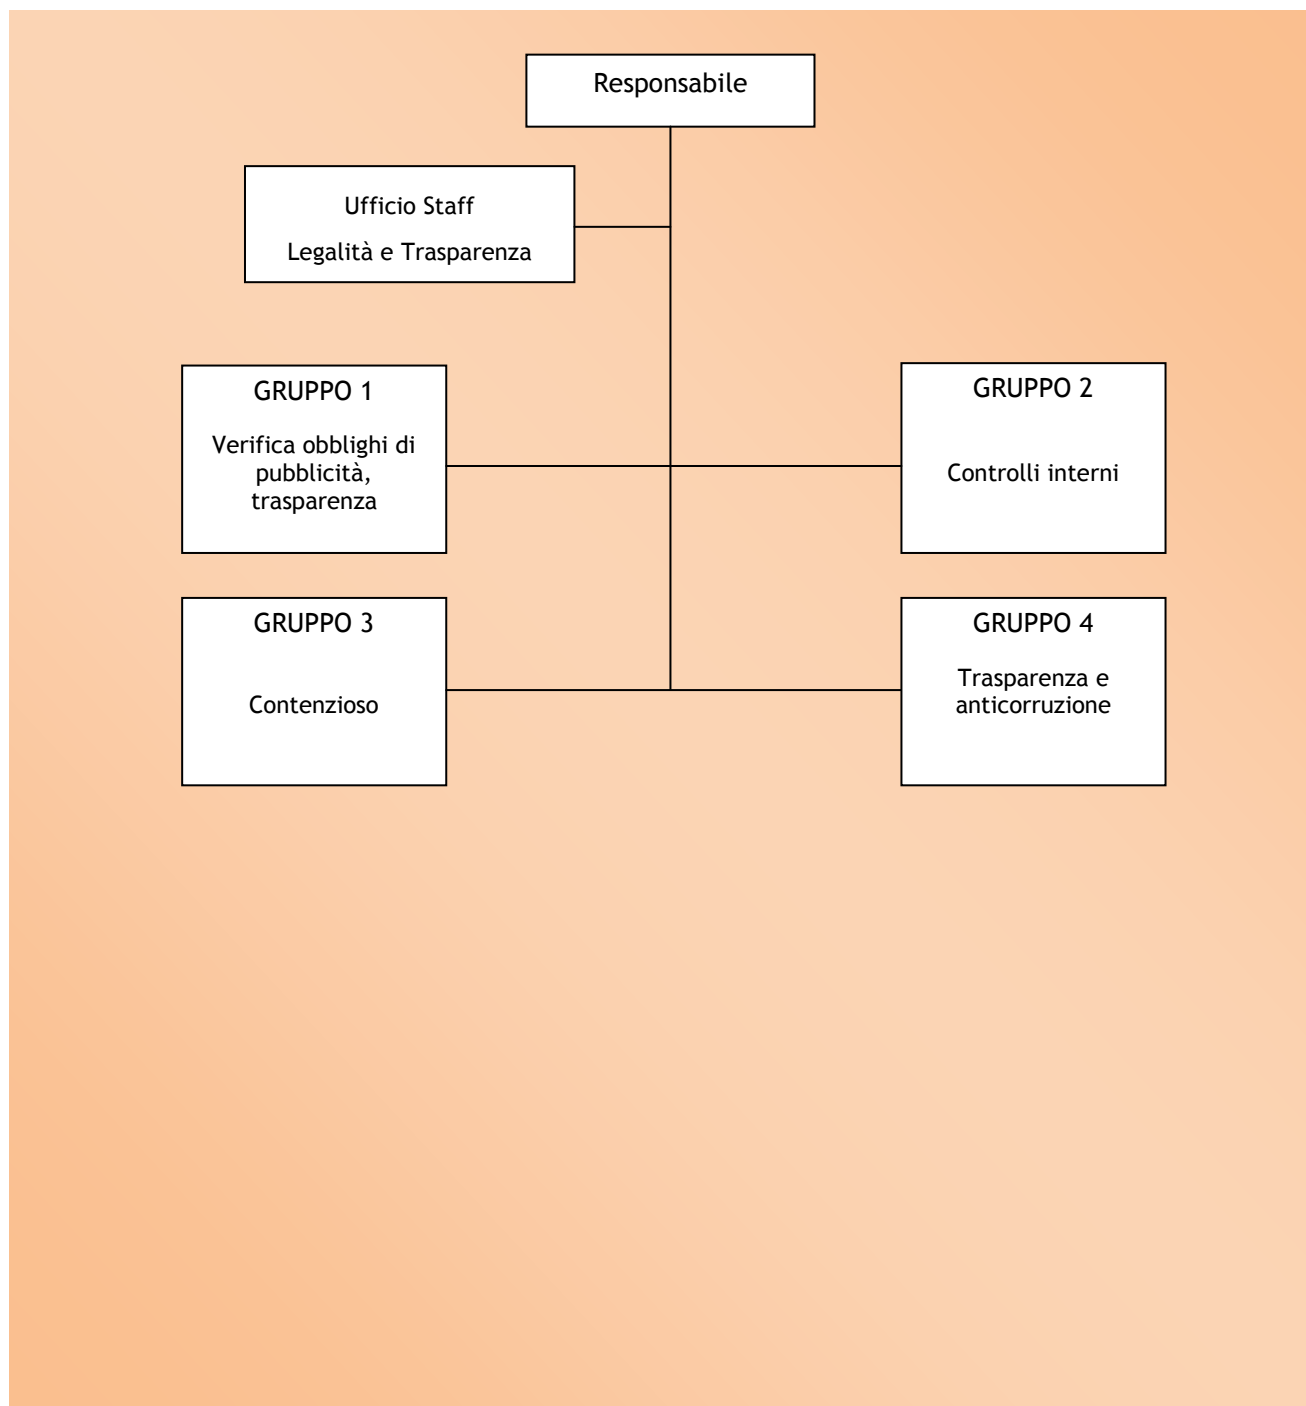 Responsabile
Ufficio Staff
Legalità e Trasparenza
GRUPPO 1
Verifica obblighi di
pubblicità,
trasparenza
GRUPPO 2
Controlli interni
GRUPPO 3
Contenzioso
GRUPPO 4
Trasparenza e
anticorruzione